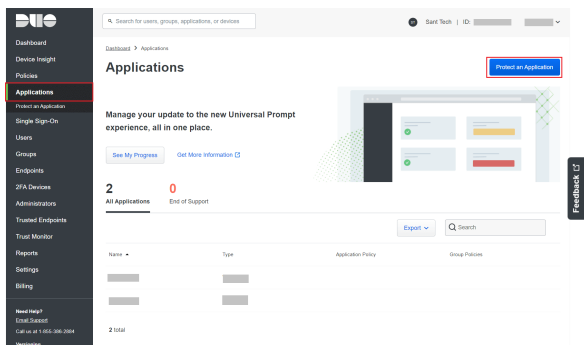 DUO
Search for users, groups, applications, or devices
ST Sant Tech | ID:
Dashboard
Device Insight
Policies
Applications
Protect an Application
Single Sign-On
Users
Groups
Endpoints
2FA Devices
Administrators
Trusted Endpoints
Trust Monitor
Reports
Settings
Billing
Need Help?
Email Support
Call us at 1-855-386-2884
Versioning
Dashboard > Applications
Applications
Protect an Application
Manage your update to the new Universal Prompt
experience, all in one place.
See My Progress Get More Information
2 0
All Applications End of Support
Export Search
Name Type Application Policy Group Policies
2 total
Feedback